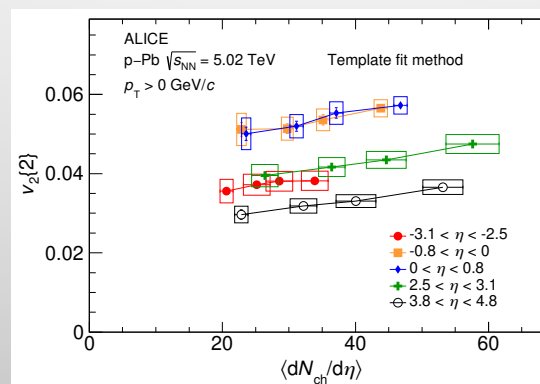 ALICE
p−Pb √sNN = 5.02 TeV
Template fit method
pT > 0 GeV/c
v2{2}
0.06
0.04
0.02
0
-3.1 < η < -2.5
-0.8 < η < 0
0 < η < 0.8
2.5 < η < 3.1
3.8 < η < 4.8
0
20
40
60
⟨dNch/dη⟩